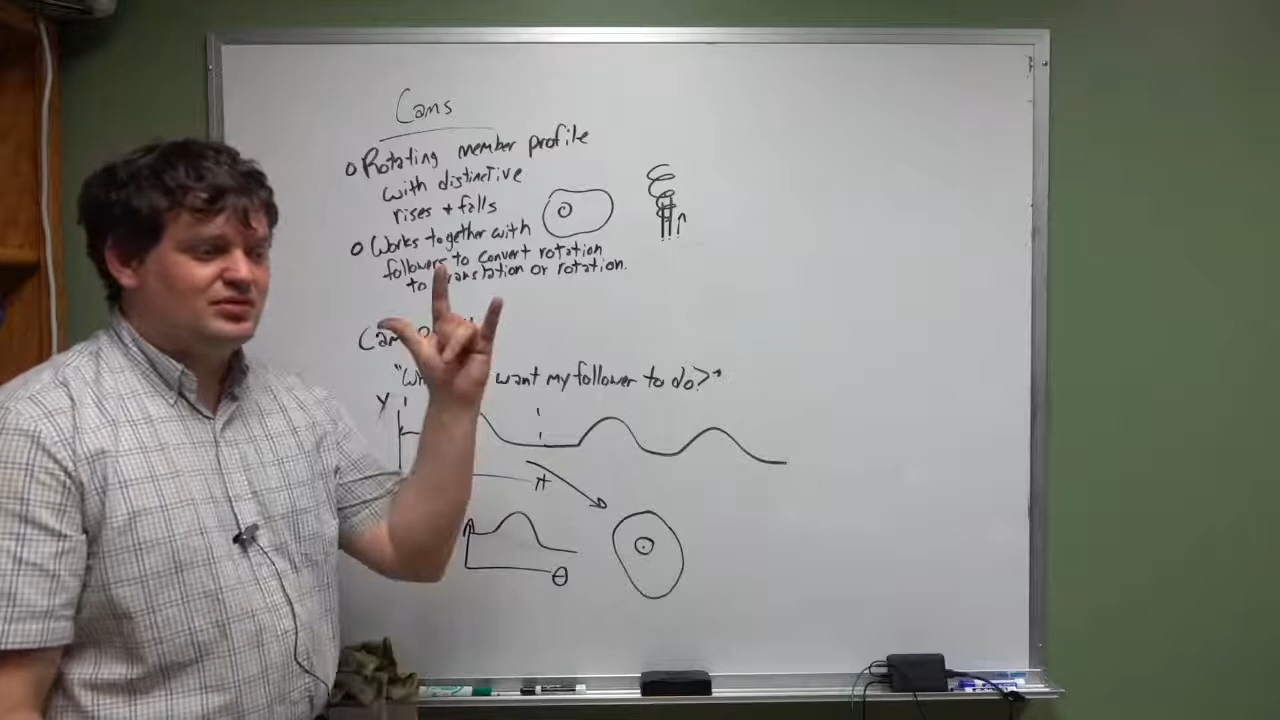 Cams
o Rotating member profile
with distinctive
rises + falls
o Works together with
followers to convert rotation
to translation or rotation.
Cam
want my follower to do?"
y
θ